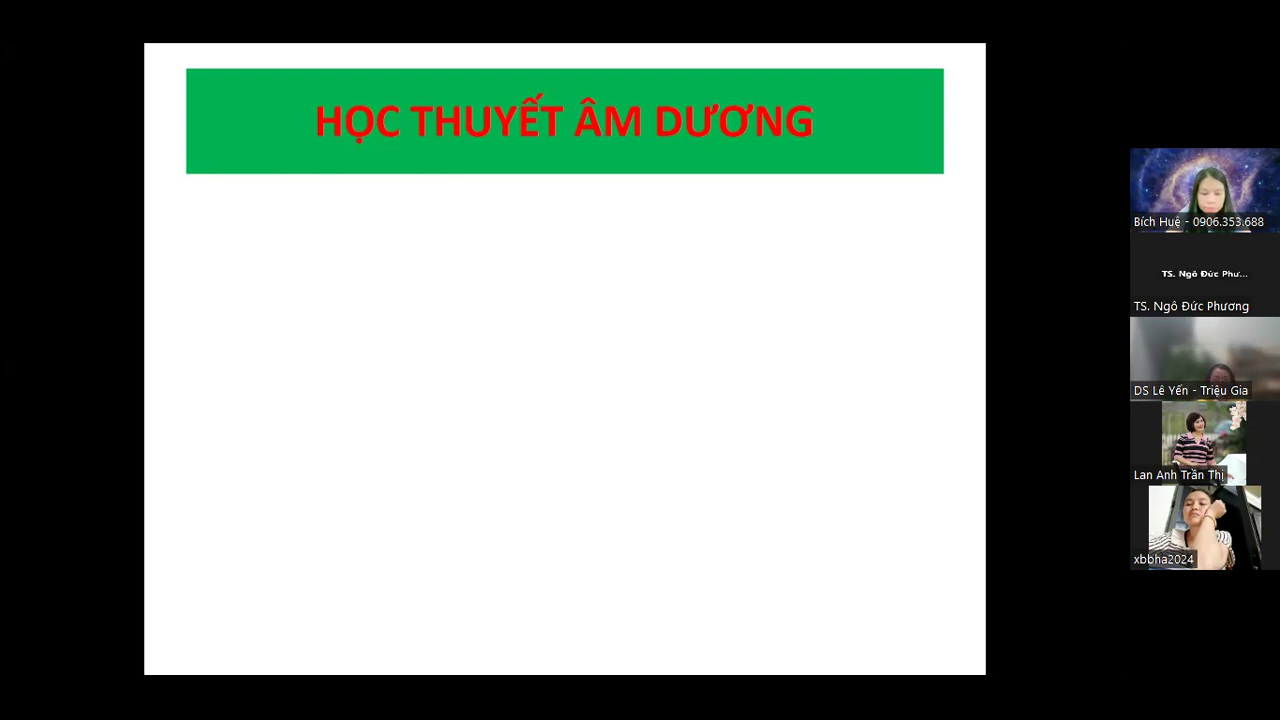 HỌC THUYẾT ÂM DƯƠNG
Bích Huệ - 0906.353.688
TS. Ngô Đức Phư...
TS. Ngô Đức Phương
DS Lê Yến - Triệu Gia
Lan Anh Trần Thị
xbbha2024